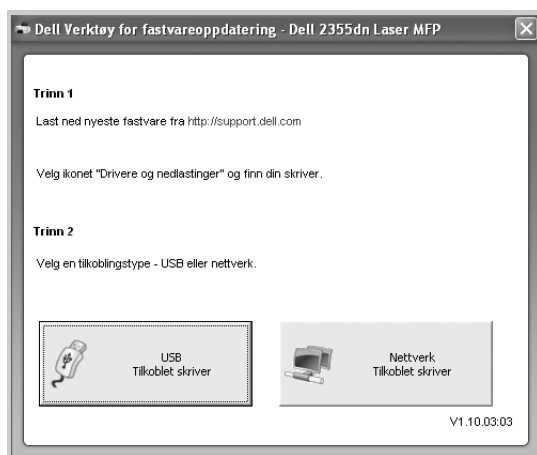 Dell Verktøy for fastvareoppdatering - Dell 2355dn Laser MFP
Trinn 1
Last ned nyeste fastvare fra http://support.dell.com
Velg ikonet "Drivere og nedlastinger" og finn din skriver.
Trinn 2
Velg en tilkoblingstype - USB eller nettverk.
USB
Tilkoblet skriver
Nettverk
Tilkoblet skriver
V1.10.03:03